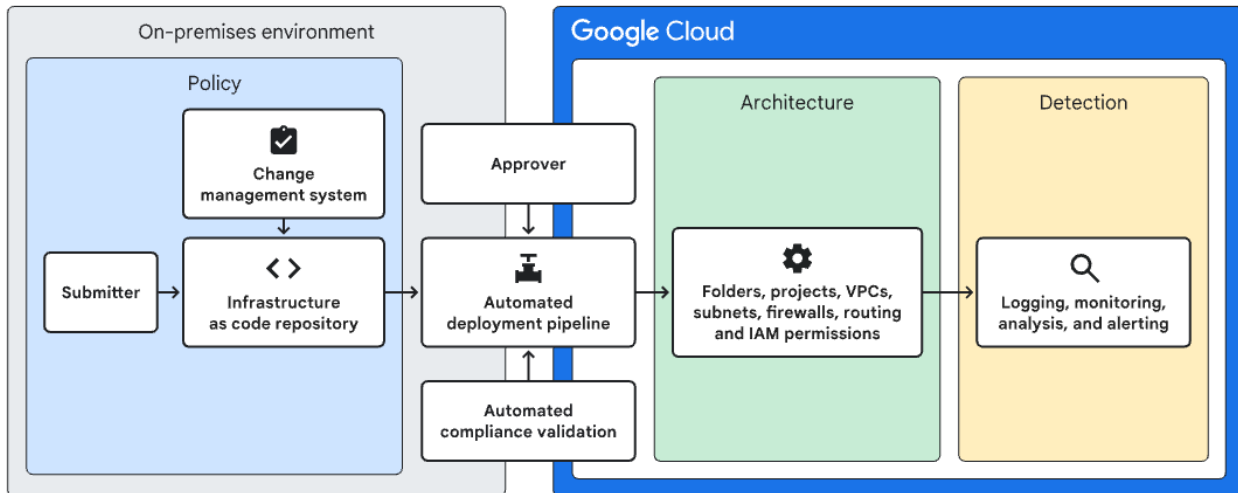 On-premises environment
Google Cloud
Policy
Architecture
Detection
Change
management system
Approver
Submitter
Infrastructure
as code repository
Automated
deployment pipeline
Folders, projects, VPCs,
subnets, firewalls, routing
and IAM permissions
Logging, monitoring,
analysis, and alerting
Automated
compliance validation